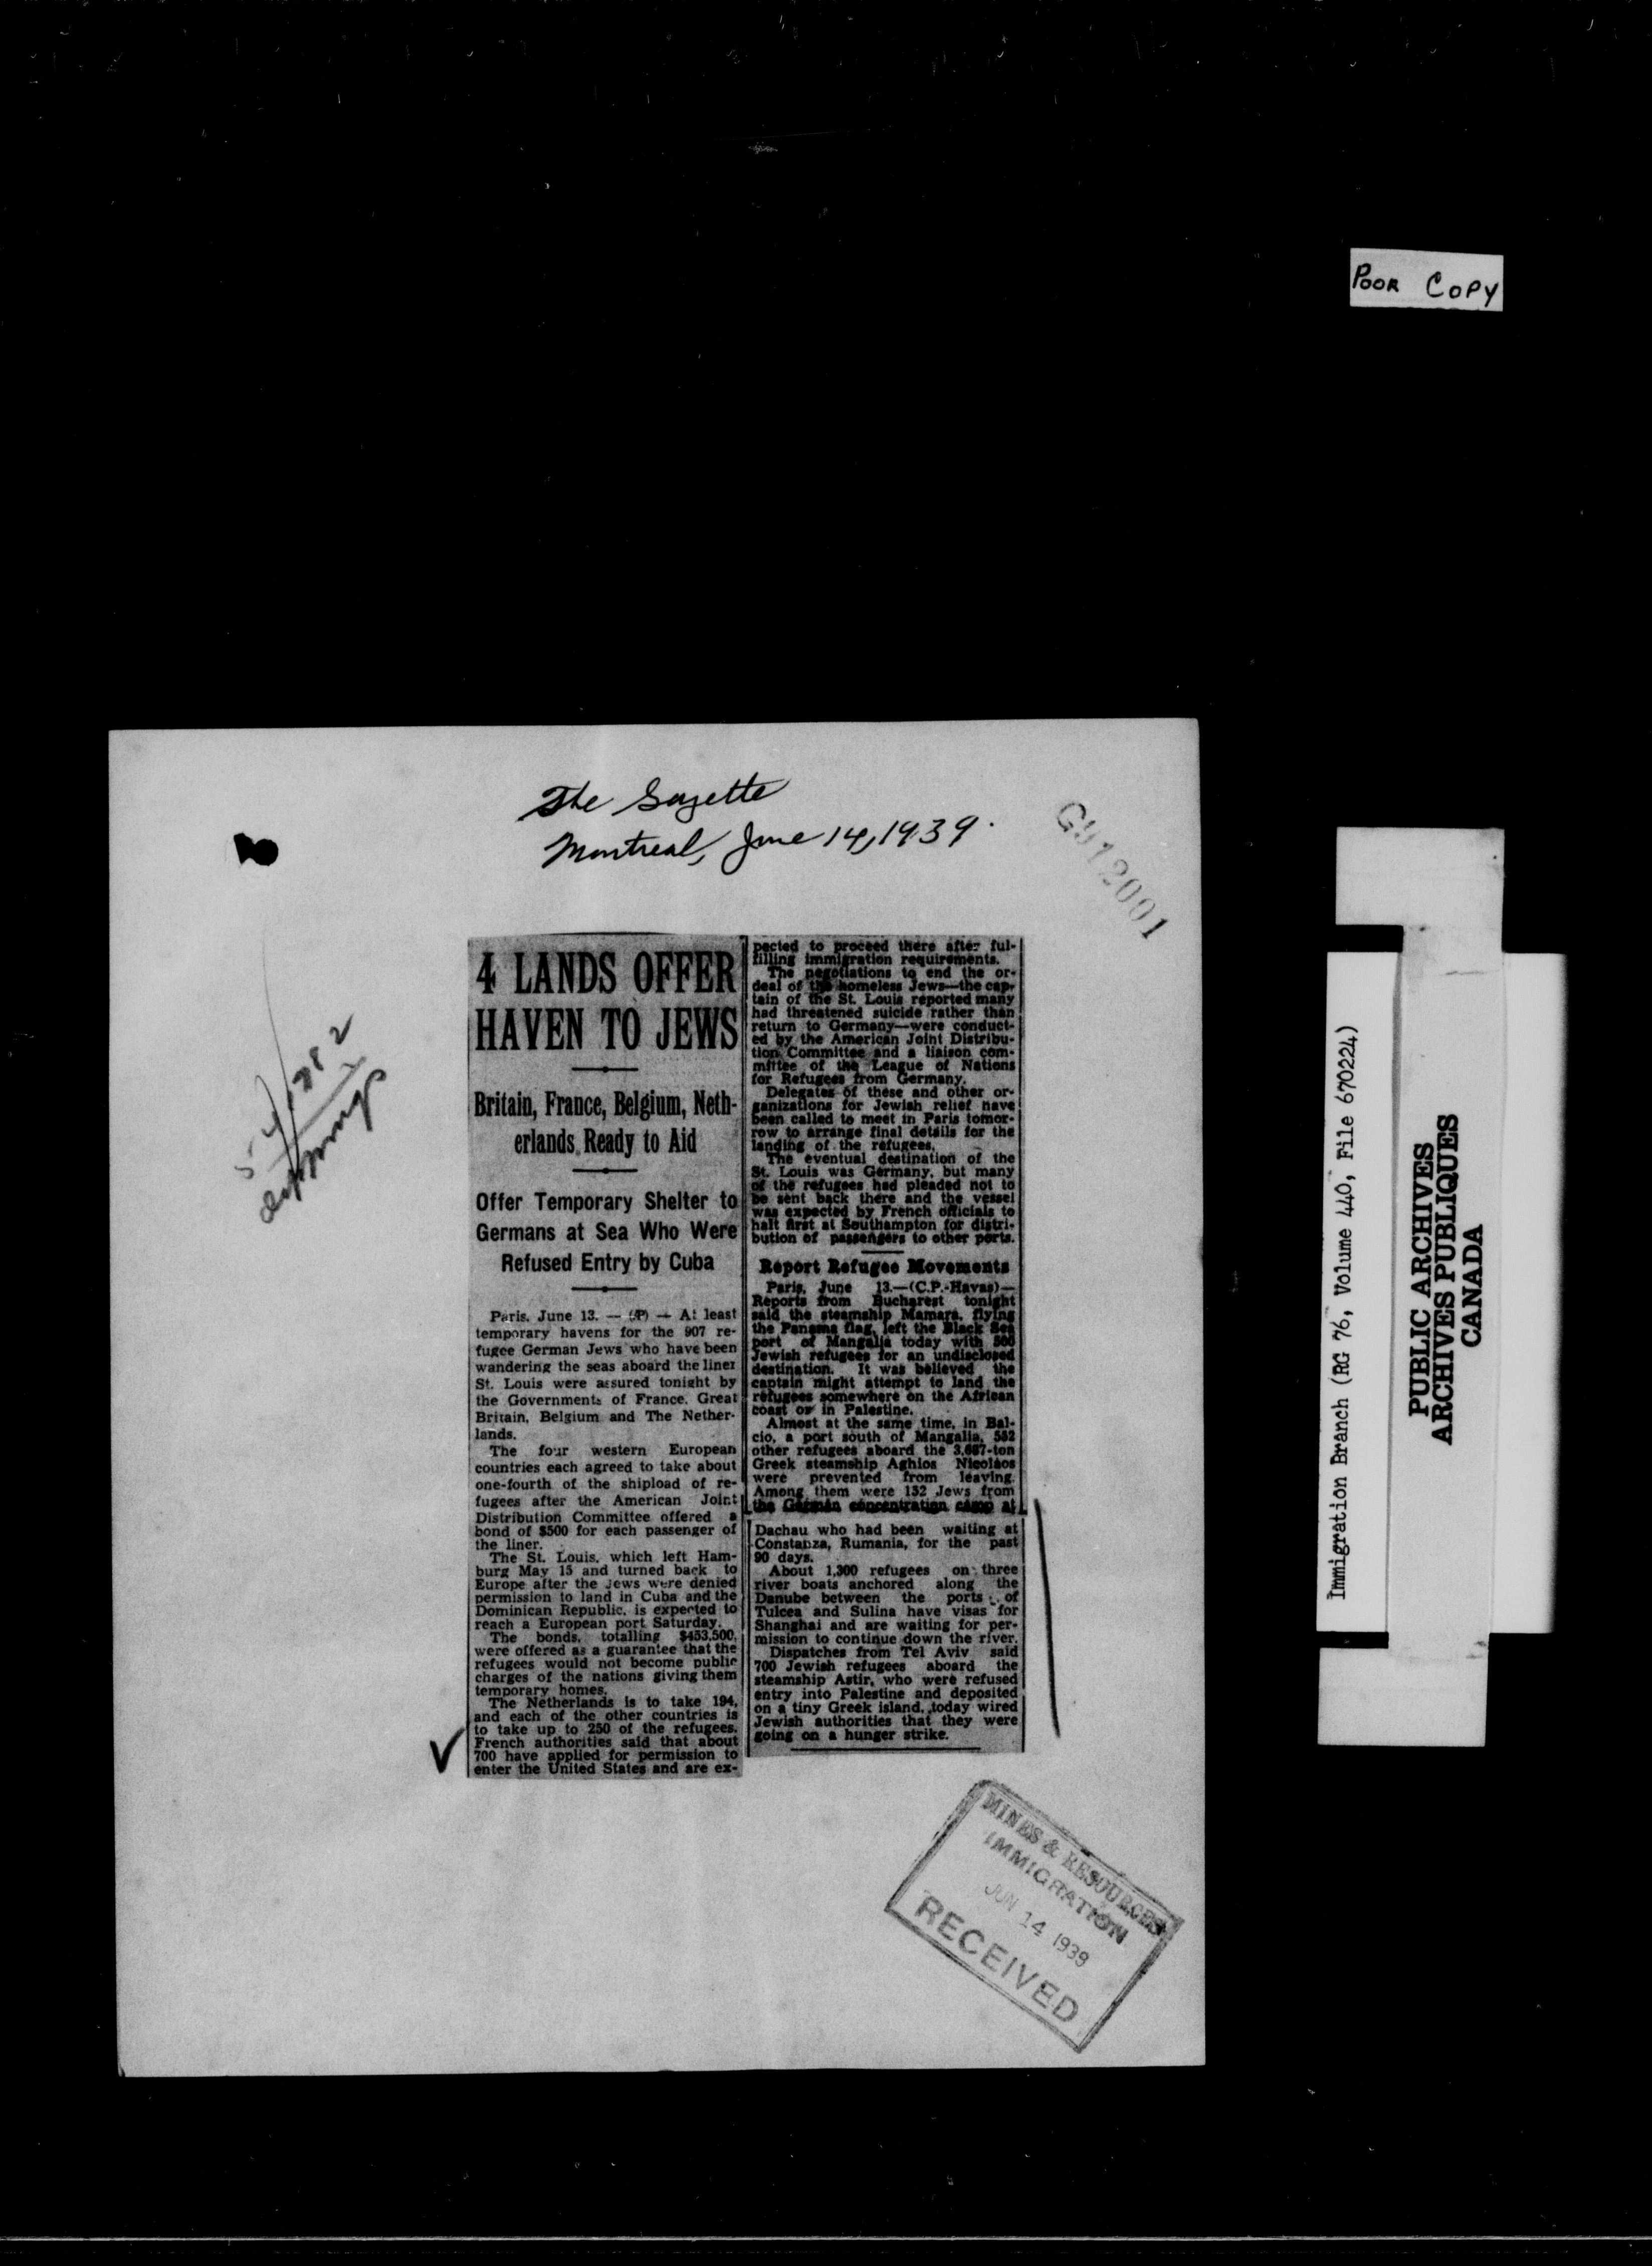 POOR COPY
The Gazette
Montreal, June 14, 1939.
G012001
4 LANDS OFFER
HAVEN TO JEWS
Britain, France, Belgium, Neth-
erlands Ready to Aid
Offer Temporary Shelter to
Germans at Sea Who Were
Refused Entry by Cuba
Paris, June 13. — (AP) — At least
temporary havens for the 907 re-
fugee German Jews who have been
wandering the seas aboard the liner
St. Louis were assured tonight by
the Governments of France, Great
Britain, Belgium and The Nether-
lands.
The four western European
countries each agreed to take about
one-fourth of the shipload of re-
fugees after the American Joint
Distribution Committee offered a
bond of $500 for each passenger of
the liner.
The St. Louis, which left Ham-
burg May 15 and turned back to
Europe after the Jews were denied
permission to land in Cuba and the
Dominican Republic, is expected to
reach a European port Saturday.
The bonds, totalling $453,500,
were offered as a guarantee that the
refugees would not become public
charges of the nations giving them
temporary homes.
The Netherlands is to take 194,
and each of the other countries is
to take up to 250 of the refugees.
French authorities said that about
700 have applied for permission to
enter the United States and are ex-
pected to proceed there after ful-
filling immigration requirements.
The negotiations to end the or-
deal of the homeless Jews—the cap-
tain of the St. Louis reported many
had threatened suicide rather than
return to Germany—were conduct-
ed by the American Joint Distribu-
tion Committee and a liaison com-
mittee of the League of Nations
for Refugees from Germany.
Delegates of these and other or-
ganizations for Jewish relief have
been called to meet in Paris tomor-
row to arrange final details for the
landing of the refugees.
The eventual destination of the
St. Louis was Germany, but many
of the refugees had pleaded not to
be sent back there and the vessel
was expected by French officials to
halt first at Southampton for distri-
bution of passengers to other ports.
Report Refugee Movements
Paris, June 13.—(C.P.-Havas)—
Reports from Bucharest tonight
said the steamship Mamara, flying
the Panama flag, left the Black Sea
port of Mangalia today with 500
Jewish refugees for an undisclosed
destination. It was believed the
captain might attempt to land the
refugees somewhere on the African
coast or in Palestine.
Almost at the same time, in Bal-
cio, a port south of Mangalia, 532
other refugees aboard the 3,687-ton
Greek steamship Aghios Nicolaos
were prevented from leaving.
Among them were 152 Jews from
the German concentration camp at
Dachau who had been waiting at
Constanza, Rumania, for the past
90 days.
About 1,300 refugees on three
river boats anchored along the
Danube between the ports of
Tulcea and Sulina have visas for
Shanghai and are waiting for per-
mission to continue down the river.
Dispatches from Tel Aviv said
700 Jewish refugees aboard the
steamship Astir, who were refused
entry into Palestine and deposited
on a tiny Greek island, today wired
Jewish authorities that they were
going on a hunger strike.
MINES & RESOURCES
IMMIGRATION
JUN 14 1939
RECEIVED
Immigration Branch (RG 76, Volume 440, File 670224)
PUBLIC ARCHIVES
ARCHIVES PUBLIQUES
CANADA